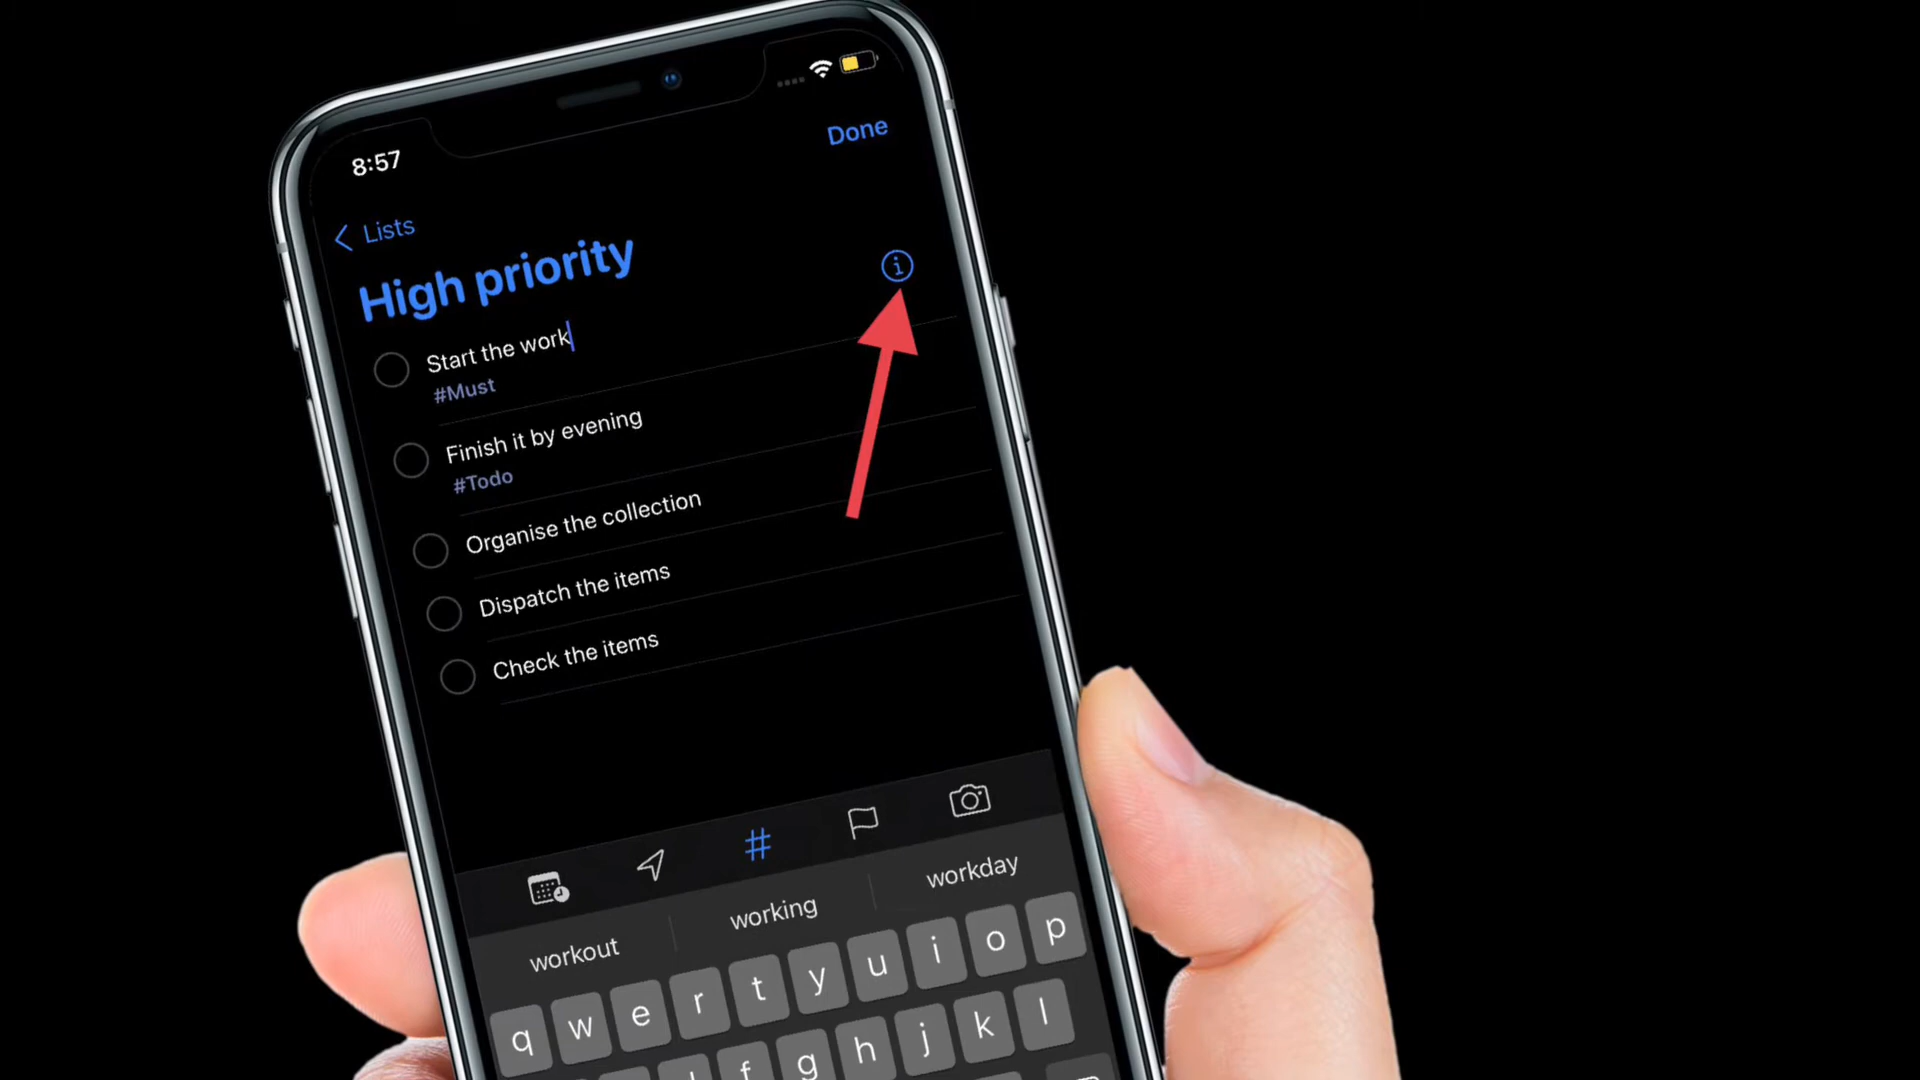 8:57
Done
Lists
High priority
Start the work
#Must
Finish it by evening
#Todo
Organise the collection
Dispatch the items
Check the items
#
workout working workday
q w e r t y u i o p
f g h j k l